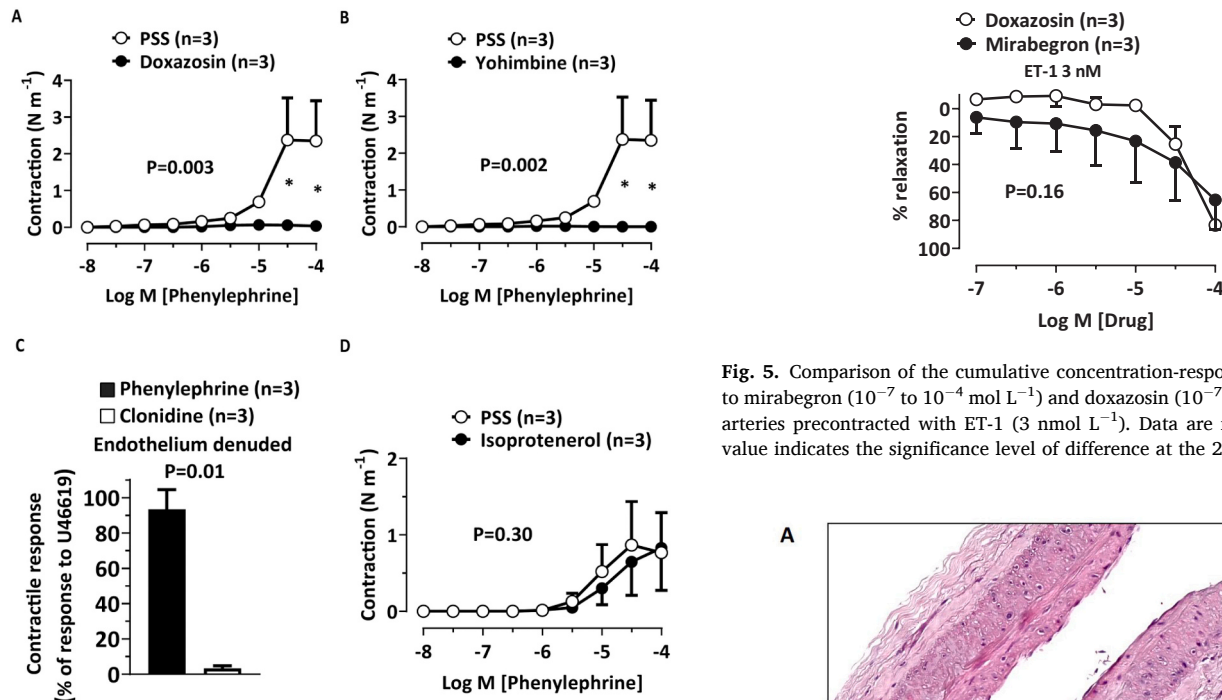 A
PSS (n=3)
Doxazosin (n=3)
Contraction (N m⁻¹)
4
3
2
1
0
P=0.003
*
*
-8
-7
-6
-5
-4
Log M [Phenylephrine]
B
PSS (n=3)
Yohimbine (n=3)
Contraction (N m⁻¹)
4
3
2
1
0
P=0.002
*
*
-8
-7
-6
-5
-4
Log M [Phenylephrine]
C
Phenylephrine (n=3)
Clonidine (n=3)
Endothelium denuded
P=0.01
Contractile response
(% of response to U46619)
100
80
60
40
20
0
D
PSS (n=3)
Isoprotenerol (n=3)
Contraction (N m⁻¹)
2
1
0
P=0.30
-8
-7
-6
-5
-4
Log M [Phenylephrine]
Doxazosin (n=3)
Mirabegron (n=3)
ET-1 3 nM
% relaxation
0
20
40
60
80
100
P=0.16
-7
-6
-5
-4
Log M [Drug]
Fig. 5. Comparison of the cumulative concentration-respo
to mirabegron (10⁻⁷ to 10⁻⁴ mol L⁻¹) and doxazosin (10⁻⁷
arteries precontracted with ET-1 (3 nmol L⁻¹). Data are
value indicates the significance level of difference at the 2
A